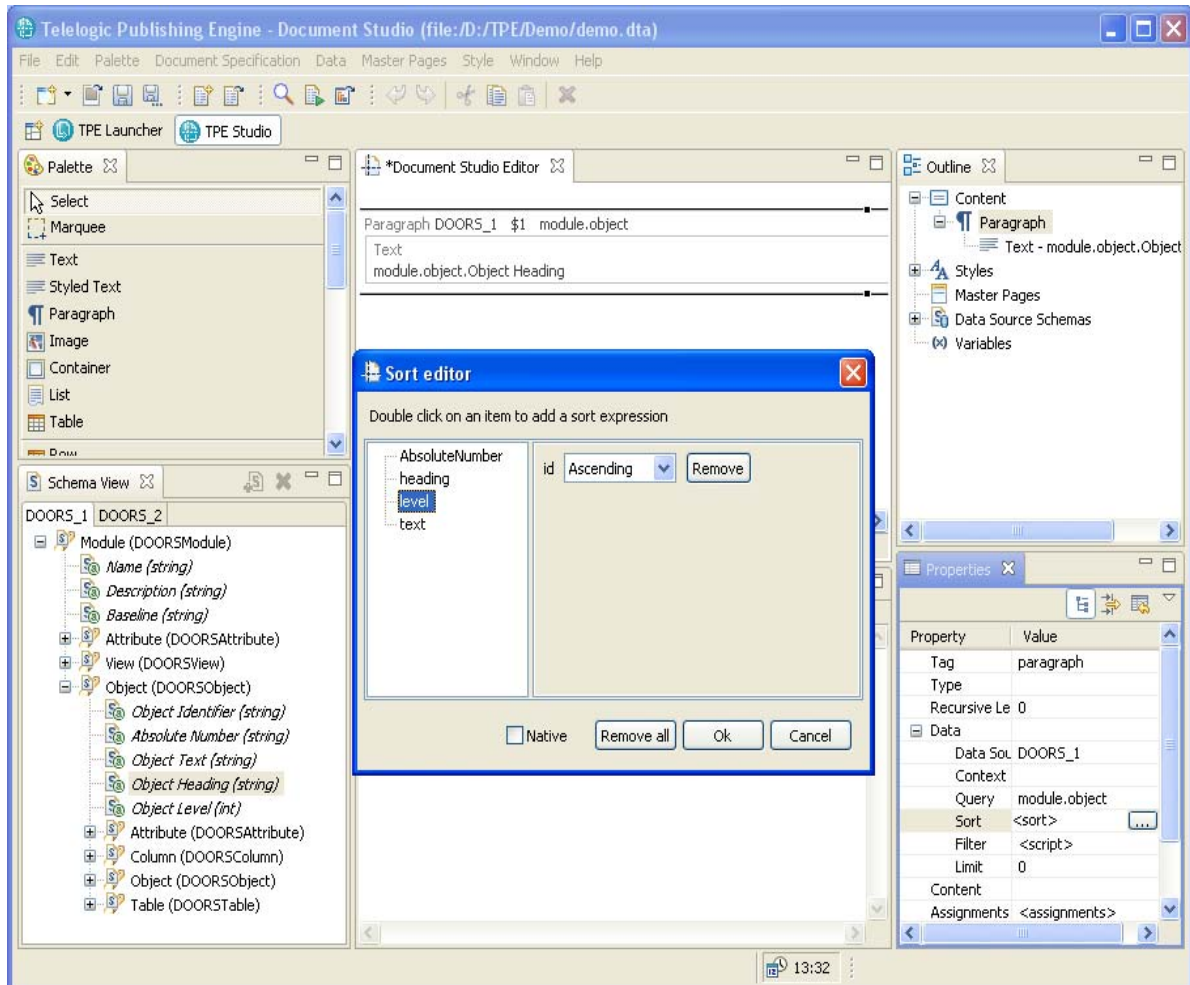 Telelogic Publishing Engine - Document Studio (file:/D:/TPE/Demo/demo.dta)
File Edit Palette Document Specification Data Master Pages Style Window Help
TPE Launcher TPE Studio
Palette
Select
Marquee
Text
Styled Text
Paragraph
Image
Container
List
Table
Row
*Document Studio Editor
Paragraph DOORS_1 $1 module.object
Text
module.object.Object Heading
Outline
Content
Paragraph
Text - module.object.Object
Styles
Master Pages
Data Source Schemas
(x) Variables
Sort editor
Double click on an item to add a sort expression
AbsoluteNumber
heading
level
text
id Ascending Remove
Native Remove all Ok Cancel
Schema View
DOORS_1 DOORS_2
Module (DOORSModule)
Name (string)
Description (string)
Baseline (string)
Attribute (DOORSAttribute)
View (DOORSView)
Object (DOORSObject)
Object Identifier (string)
Absolute Number (string)
Object Text (string)
Object Heading (string)
Object Level (int)
Attribute (DOORSAttribute)
Column (DOORSColumn)
Object (DOORSObject)
Table (DOORSTable)
Properties
Property Value
Tag paragraph
Type
Recursive Le 0
Data
Data Sou DOORS_1
Context
Query module.object
Sort <sort> ...
Filter <script>
Limit 0
Content
Assignments <assignments>
13:32